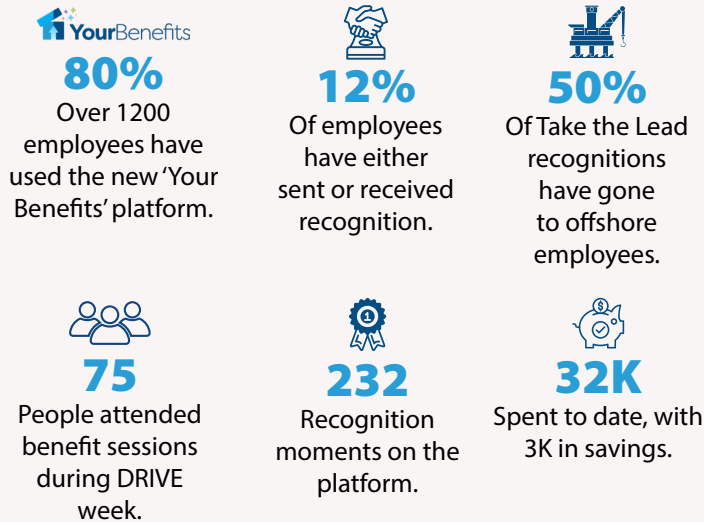 YourBenefits
80%
Over 1200
employees have
used the new ‘Your
Benefits’ platform.
12%
Of employees
have either
sent or received
recognition.
50%
Of Take the Lead
recognitions
have gone
to offshore
employees.
75
People attended
benefit sessions
during DRIVE
week.
1
232
Recognition
moments on the
platform.
$
32K
Spent to date, with
3K in savings.